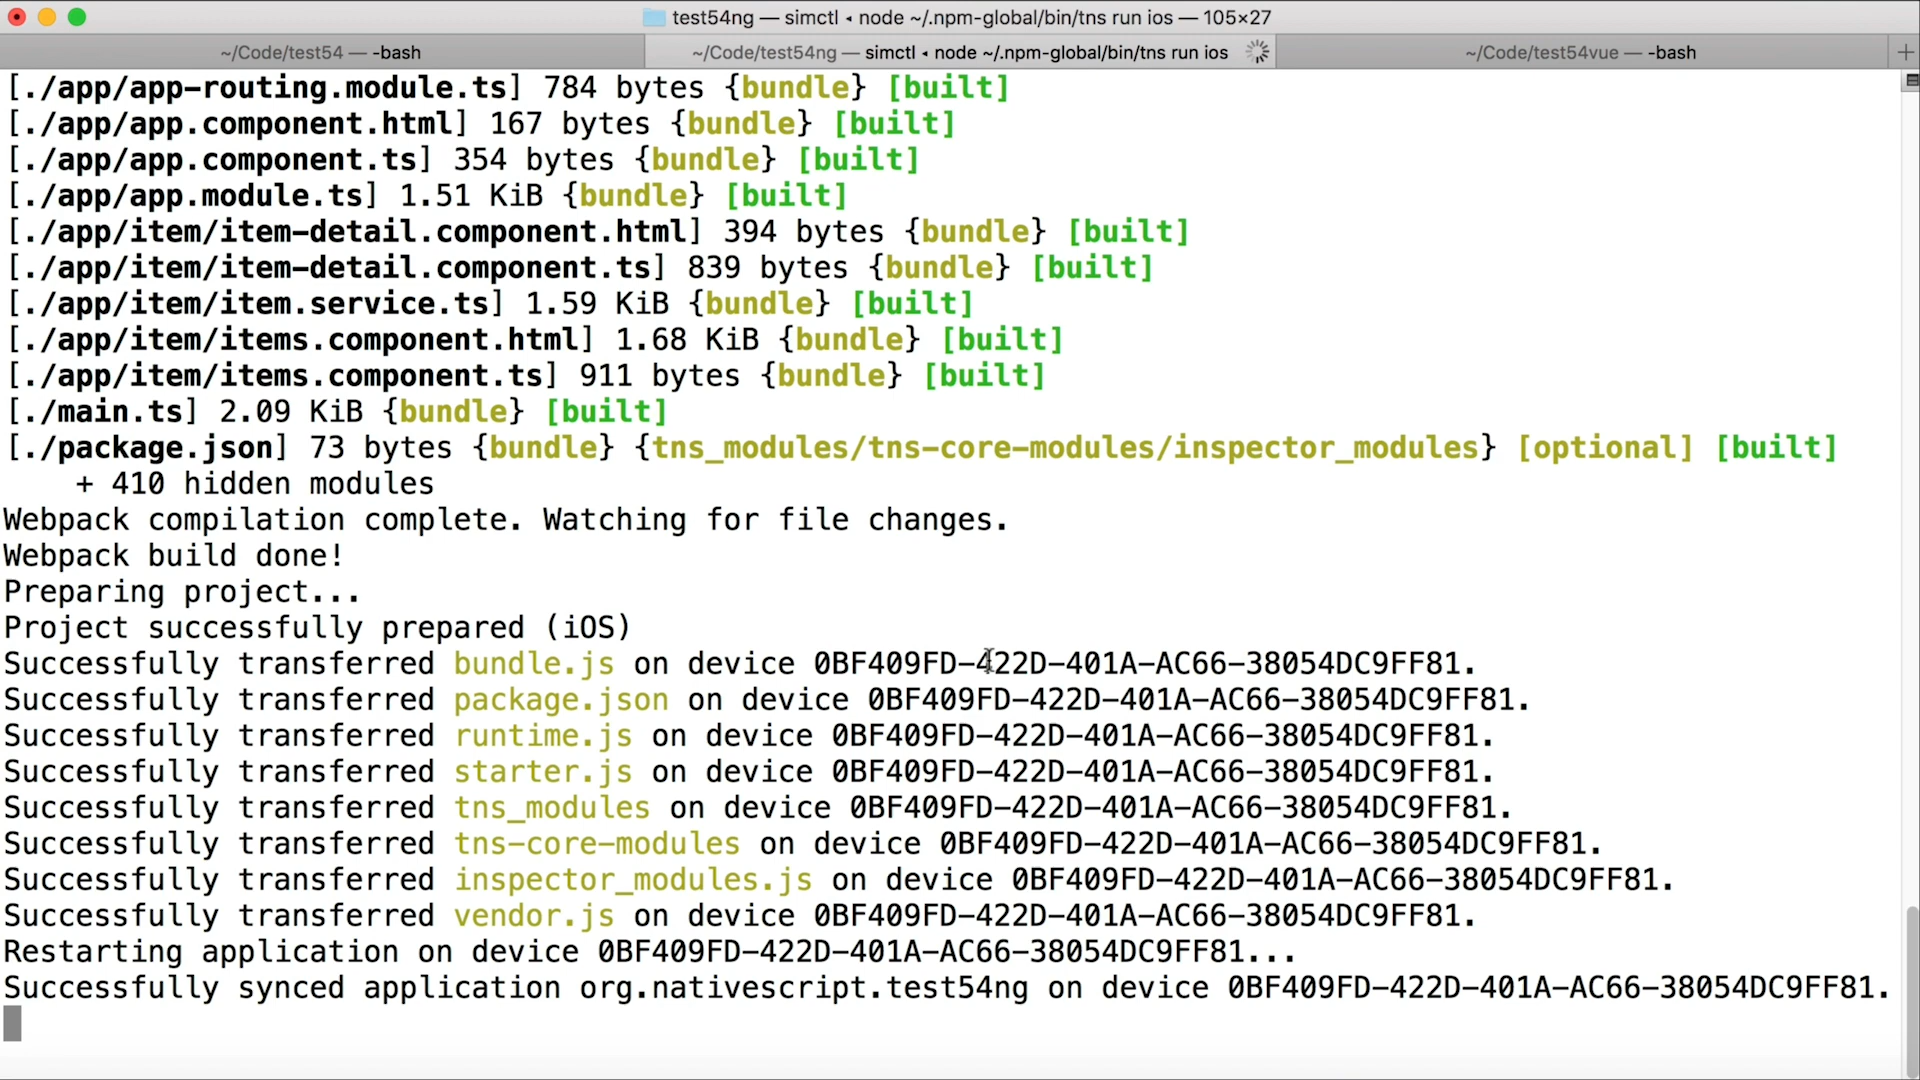 test54ng — simctl ◂ node ~/.npm-global/bin/tns run ios — 105×27
~/Code/test54 — -bash
~/Code/test54ng — simctl ◂ node ~/.npm-global/bin/tns run ios
~/Code/test54vue — -bash
+
[./app/app-routing.module.ts] 784 bytes {bundle} [built]
[./app/app.component.html] 167 bytes {bundle} [built]
[./app/app.component.ts] 354 bytes {bundle} [built]
[./app/app.module.ts] 1.51 KiB {bundle} [built]
[./app/item/item-detail.component.html] 394 bytes {bundle} [built]
[./app/item/item-detail.component.ts] 839 bytes {bundle} [built]
[./app/item/item.service.ts] 1.59 KiB {bundle} [built]
[./app/item/items.component.html] 1.68 KiB {bundle} [built]
[./app/item/items.component.ts] 911 bytes {bundle} [built]
[./main.ts] 2.09 KiB {bundle} [built]
[./package.json] 73 bytes {bundle} {tns_modules/tns-core-modules/inspector_modules} [optional] [built]
+ 410 hidden modules
Webpack compilation complete. Watching for file changes.
Webpack build done!
Preparing project...
Project successfully prepared (iOS)
Successfully transferred bundle.js on device 0BF409FD-422D-401A-AC66-38054DC9FF81.
Successfully transferred package.json on device 0BF409FD-422D-401A-AC66-38054DC9FF81.
Successfully transferred runtime.js on device 0BF409FD-422D-401A-AC66-38054DC9FF81.
Successfully transferred starter.js on device 0BF409FD-422D-401A-AC66-38054DC9FF81.
Successfully transferred tns_modules on device 0BF409FD-422D-401A-AC66-38054DC9FF81.
Successfully transferred tns-core-modules on device 0BF409FD-422D-401A-AC66-38054DC9FF81.
Successfully transferred inspector_modules.js on device 0BF409FD-422D-401A-AC66-38054DC9FF81.
Successfully transferred vendor.js on device 0BF409FD-422D-401A-AC66-38054DC9FF81.
Restarting application on device 0BF409FD-422D-401A-AC66-38054DC9FF81...
Successfully synced application org.nativescript.test54ng on device 0BF409FD-422D-401A-AC66-38054DC9FF81.